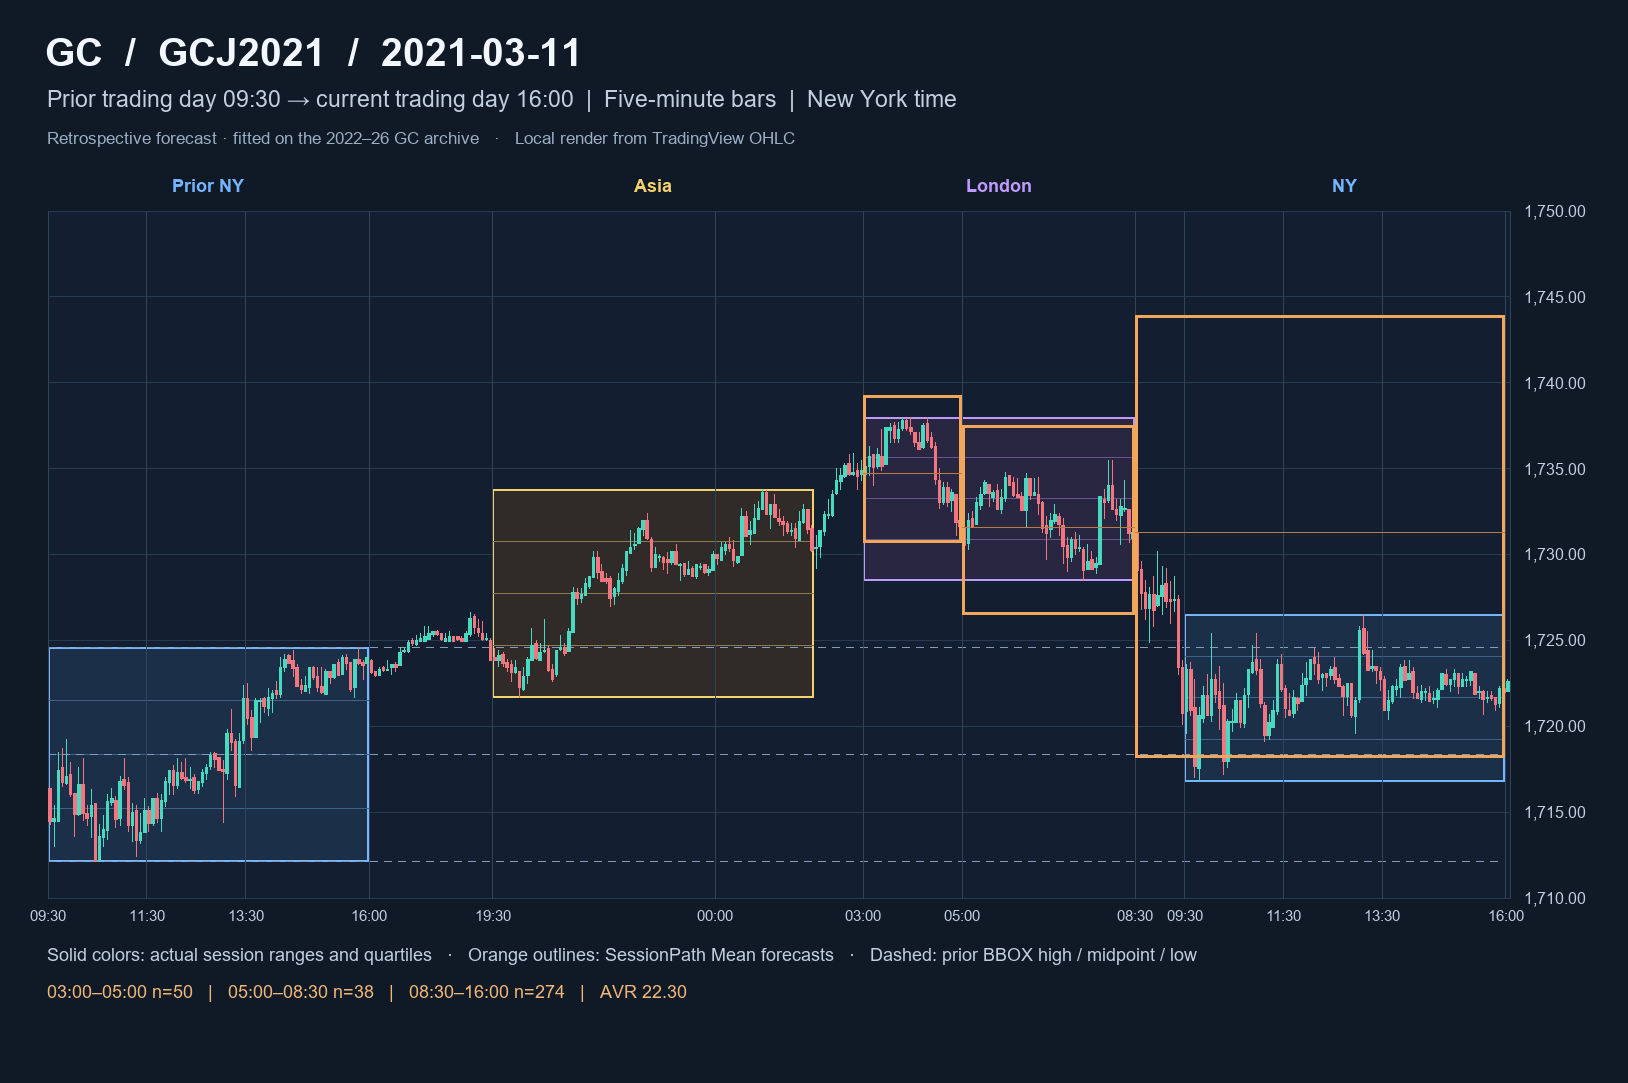 GC / GCJ2021 / 2021-03-11
Prior trading day 09:30 → current trading day 16:00 | Five-minute bars | New York time
Retrospective forecast · fitted on the 2022–26 GC archive · Local render from TradingView OHLC
Prior NY Asia London NY
1,750.00
1,745.00
1,740.00
1,735.00
1,730.00
1,725.00
1,720.00
1,715.00
1,710.00
09:30 11:30 13:30 16:00 19:30 00:00 03:00 05:00 08:30 09:30 11:30 13:30 16:00
Solid colors: actual session ranges and quartiles · Orange outlines: SessionPath Mean forecasts · Dashed: prior BBOX high / midpoint / low
03:00–05:00 n=50 | 05:00–08:30 n=38 | 08:30–16:00 n=274 | AVR 22.30